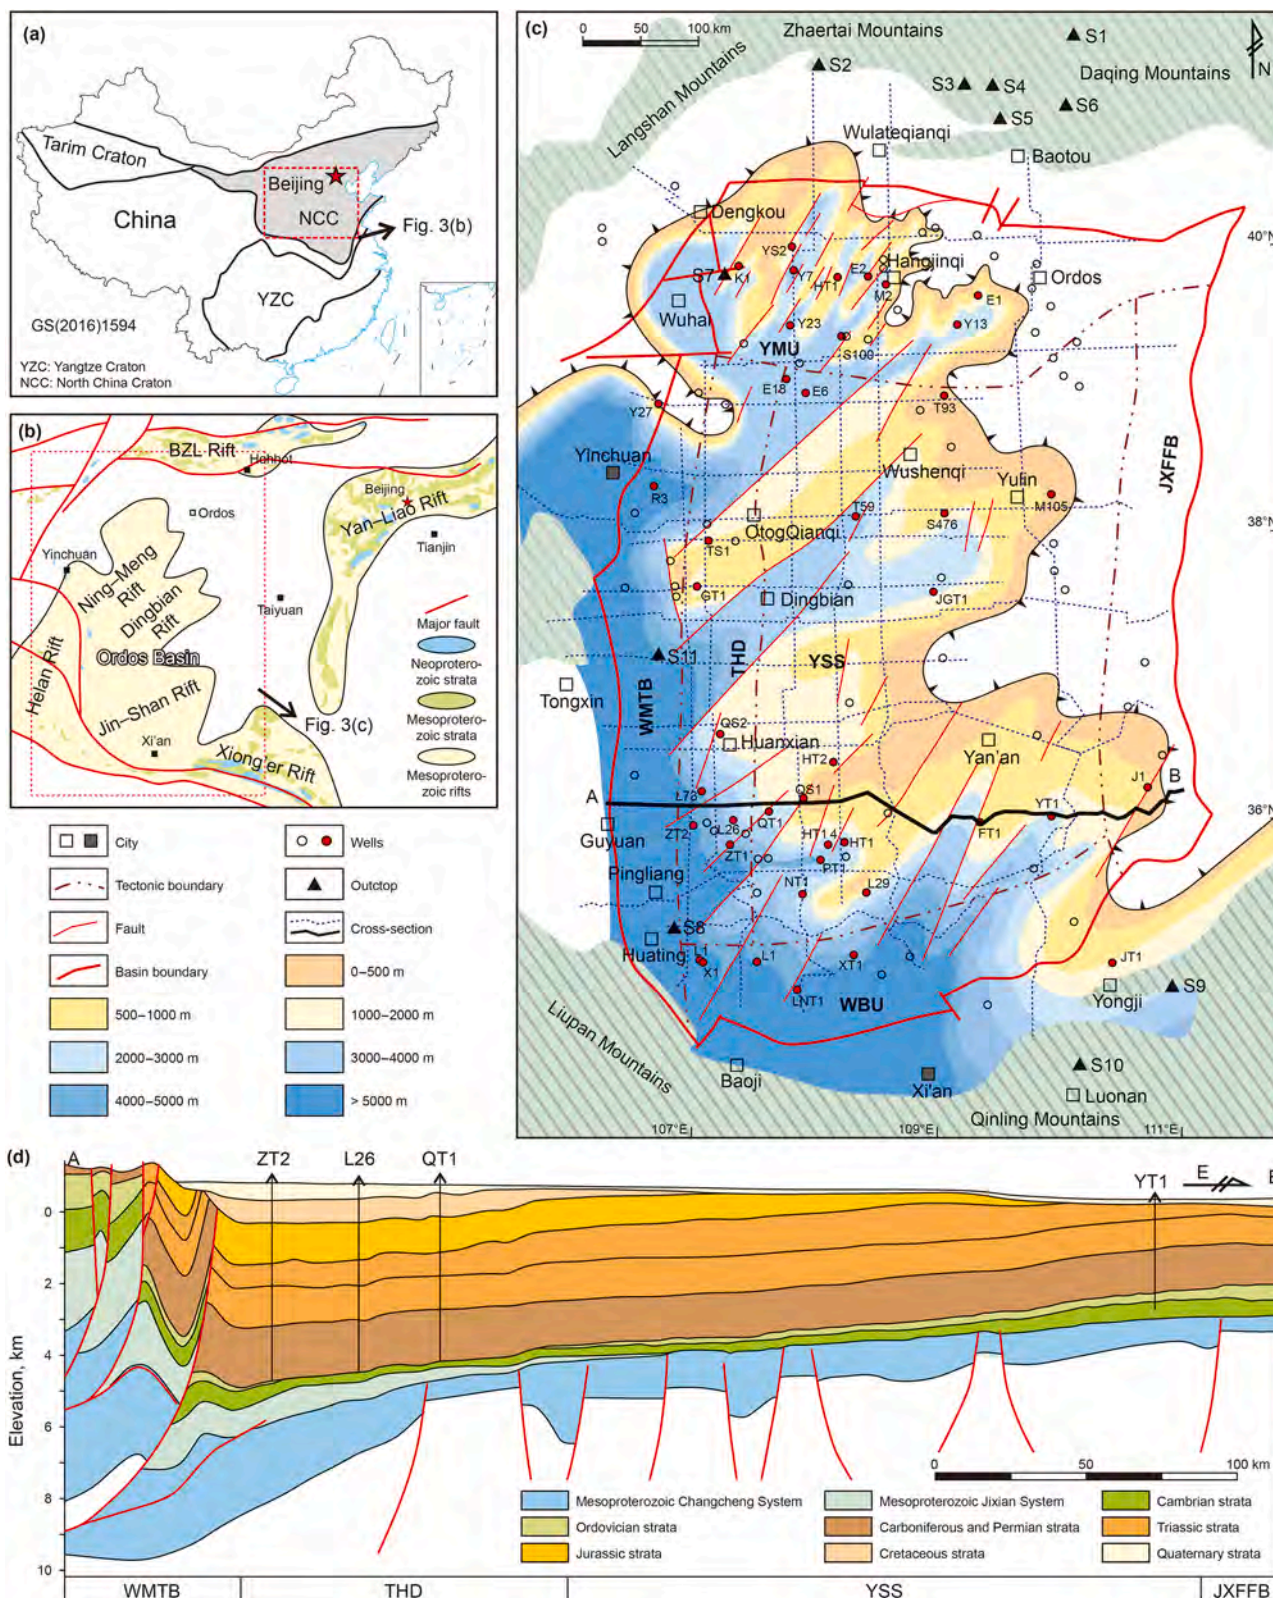 (a)
Tarim Craton
Beijing
China
NCC
Fig. 3(b)
YZC
GS(2016)1594
YZC: Yangtze Craton
NCC: North China Craton
(b)
BZL Rift
Hohhot
Beijing
Ordos
Yan–Liao Rift
Tianjin
Yinchuan
Ning–Meng
Rift
Dingbian
Rift
Taiyuan
Ordos Basin
Helan Rift
Jin–Shan Rift
Fig. 3(c)
Xi'an
Xiong'er Rift
Major fault
Neoprotero-
zoic strata
Mesoprotero-
zoic strata
Mesoprotero-
zoic rifts
City
Wells
Tectonic boundary
Outctop
Fault
Cross-section
Basin boundary
0–500 m
500–1000 m
1000–2000 m
2000–3000 m
3000–4000 m
4000–5000 m
> 5000 m
(c)
0 50 100 km
Zhaertai Mountains
S1
N
S2
Daqing Mountains
S3
S4
S6
S5
Langshan Mountains
Wulateqianqi
Baotou
Dengkou
40°N
YS2
S7
K1
Y7
HT1
E2
Hangjinqi
M2
Ordos
E1
Wuhai
Y23
Y13
YMU
S100
E18
E6
Y27
T93
JXFFB
Yinchuan
Wushenqi
R3
Yulin
M105
T59
S476
38°N
OtogQianqi
TS1
GT1
Dingbian
JGT1
S11
THD
YSS
WMTB
Tongxin
QS2
Huanxian
Yan'an
HT2
J1
B
L78
QS1
A
YT1
36°N
ZT2
L26
QT1
FT1
Guyuan
HT14
HT1
ZT1
PT1
Pingliang
NT1
L29
S8
Huating
L1
X1
L1
XT1
JT1
LNT1
WBU
Yongji
S9
Liupan Mountains
Baoji
Xi'an
S10
Luonan
Qinling Mountains
107°E
109°E
111°E
(d)
A
ZT2
L26
QT1
YT1
E
Elevation, km
0
2
4
6
8
10
0 50 100 km
Mesoproterozoic Changcheng System
Mesoproterozoic Jixian System
Cambrian strata
Ordovician strata
Carboniferous and Permian strata
Triassic strata
Jurassic strata
Cretaceous strata
Quaternary strata
WMTB
THD
YSS
JXFFB